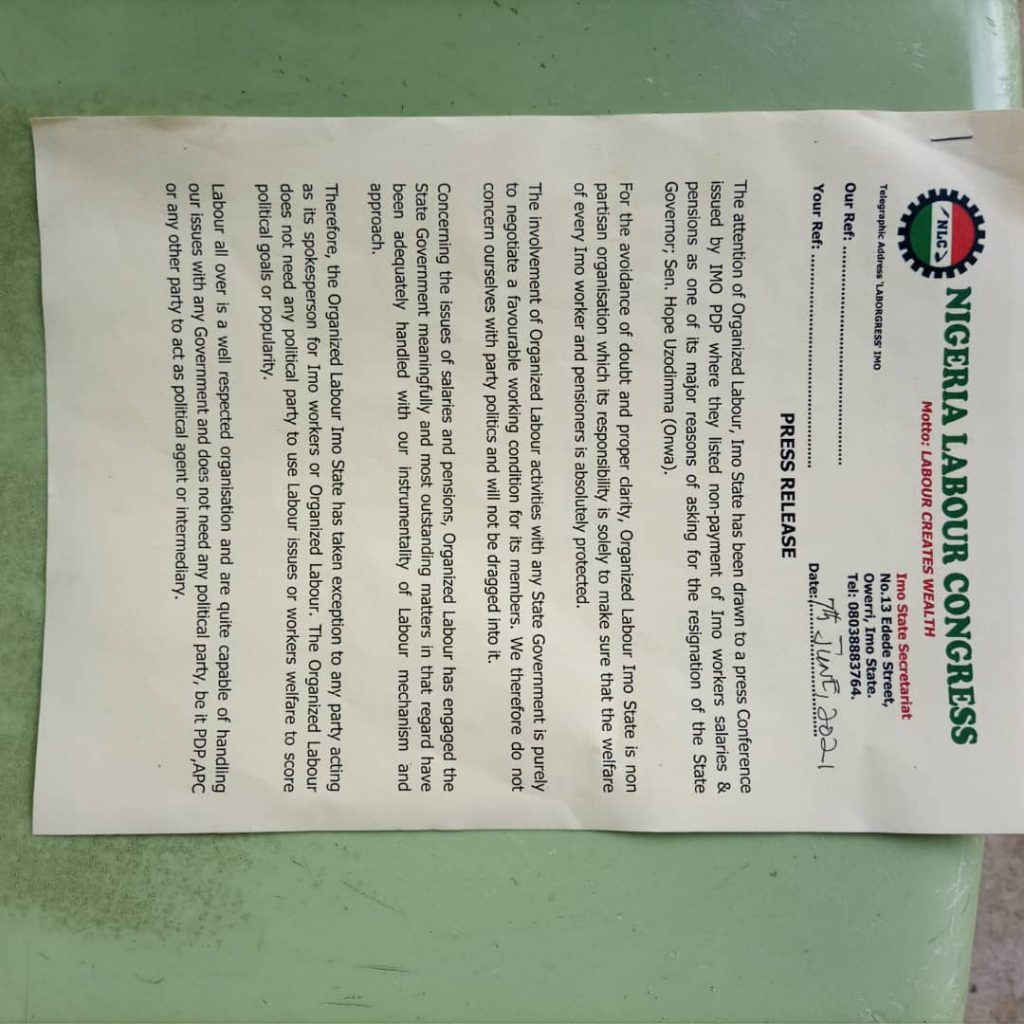 NLC
NIGERIA LABOUR CONGRESS
Motto: LABOUR CREATES WEALTH
Telegraphic Address 'LABORGRESS' IMO
Imo State Secretariat
No.13 Edede Street,
Owerri, Imo State.
Tel: 08038883764.
Our Ref: ..........................................
Your Ref: ..........................................
Date: 7th JUNE, 2021
PRESS RELEASE
The attention of Organized Labour, Imo State has been drawn to a press Conference
issued by IMO PDP where they listed non-payment of Imo workers salaries &
pensions as one of its major reasons of asking for the resignation of the State
Governor; Sen. Hope Uzodimma (Onwa),
For the avoidance of doubt and proper clarity, Organized Labour Imo State is non
partisan organisation which its responsibility is solely to make sure that the welfare
of every Imo worker and pensioners is absolutely protected.
The involvement of Organized Labour activities with any State Government is purely
to negotiate a favourable working condition for its members. We therefore do not
concern ourselves with party politics and will not be dragged into it.
Concerning the issues of salaries and pensions, Organized Labour has engaged the
State Government meaningfully and most outstanding matters in that regard have
been adequately handled with our instrumentality of Labour mechanism and
approach.
Therefore, the Organized Labour Imo State has taken exception to any party acting
as its spokesperson for Imo workers or Organized Labour. The Organized Labour
does not need any political party to use Labour issues or workers welfare to score
political goals or popularity.
Labour all over is a well respected organisation and are quite capable of handling
our issues with any Government and does not need any political party, be it PDP,APC
or any other party to act as political agent or intermediary.